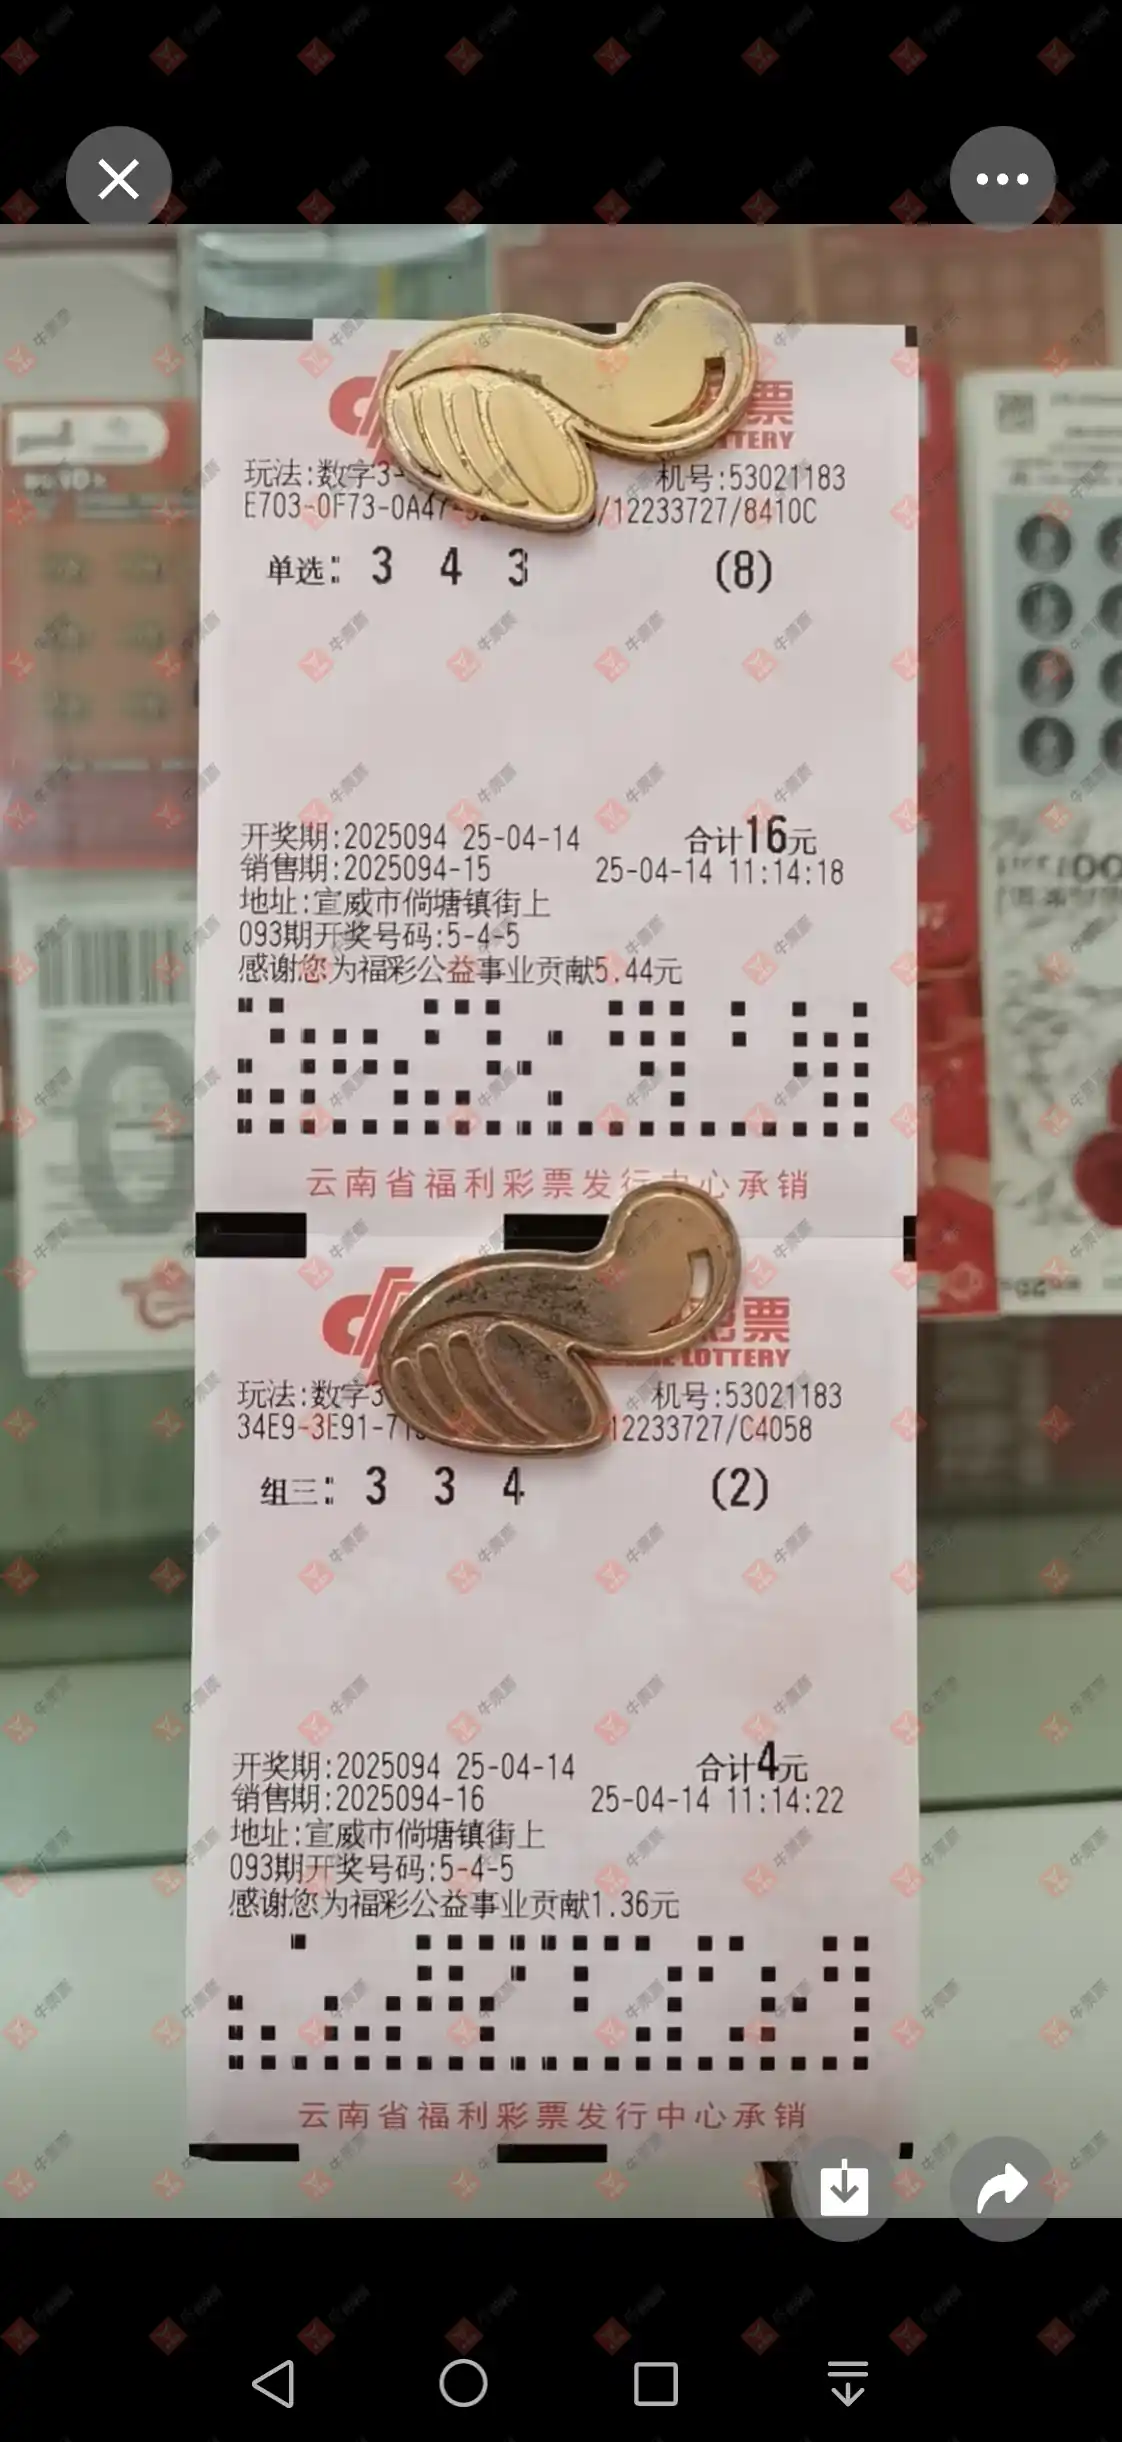 票
TTERY
玩法:数字3-
机号:53021183
E703-0F73-0A47-
/12233727/8410C
单选: 3 4 3 (8)
开奖期:2025094 25-04-14 合计16元
销售期:2025094-15 25-04-14 11:14:18
地址:宣威市倘塘镇街上
093期开奖号码:5-4-5
感谢您为福彩公益事业贡献5.44元
云南省福利彩票发行中心承销
票
LOTTERY
玩法:数字3
机号:53021183
34E9-3E91-
12233727/C4058
组三: 3 3 4 (2)
开奖期:2025094 25-04-14 合计4元
销售期:2025094-16 25-04-14 11:14:22
地址:宣威市倘塘镇街上
093期开奖号码:5-4-5
感谢您为福彩公益事业贡献1.36元
云南省福利彩票发行中心承销